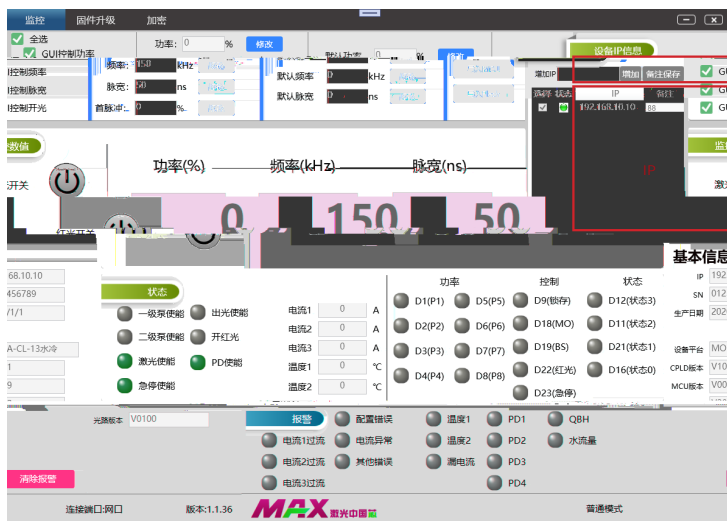 监控 固件升级 加密
全选 功率: 0 % 修改 设备IP信息
GUI控制功率 默认功率 0 % 修改
控制频率 频率: 150 kHz 默认频率 0 kHz 增加IP 增加 备注保存
控制脉宽 脉宽: 50 ns 默认脉宽 0 ns 选择 状态 IP 备注
控制开光 首脉冲: 0 % 192.168.10.10 88
数值 IP
开关 功率(%) 频率(kHz) 脉宽(ns) 激
红光开关 0 150 50
基本信息
68.10.10 功率 控制 状态 IP 192
456789 状态 D1(P1) D5(P5) D9(锁存) D12(状态3) SN 012
/1/1 一级泵使能 出光使能 电流1 0 A D2(P2) D6(P6) D18(MO) D11(状态2) 生产日期 202
二级泵使能 开红光 电流2 0 A
A-CL-13水冷 激光使能 PD使能 电流3 0 A D3(P3) D7(P7) D19(BS) D21(状态1) 设备平台 MO
1 温度1 0 ℃ D4(P4) D8(P8) D22(红光) D16(状态0) CPLD版本 V10
9 急停使能 温度2 0 ℃ D23(急停) MCU版本 V00
光路版本 V0100 报警 配置错误 温度1 PD1 QBH
电流1过流 电流异常 温度2 PD2 水流量
电流2过流 其他错误 漏电流 PD3
清除报警 电流3过流 PD4
连接端口:网口 版本:1.1.36 MAX 激光中国芯 普通模式